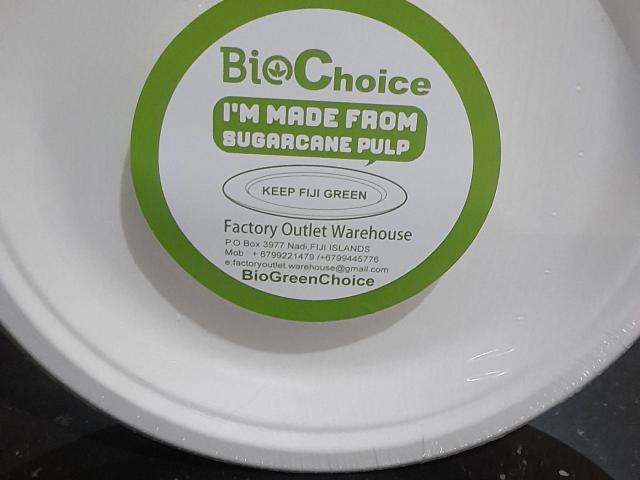 BioChoice
I'M MADE FROM
SUGARCANE PULP
KEEP FIJI GREEN
Factory Outlet Warehouse
P.O Box 3977 Nadi,FIJI ISLANDS
Mob : + 6799221479 /+6799445776
e:factoryoutlet.warehouse@gmail.com
BioGreenChoice